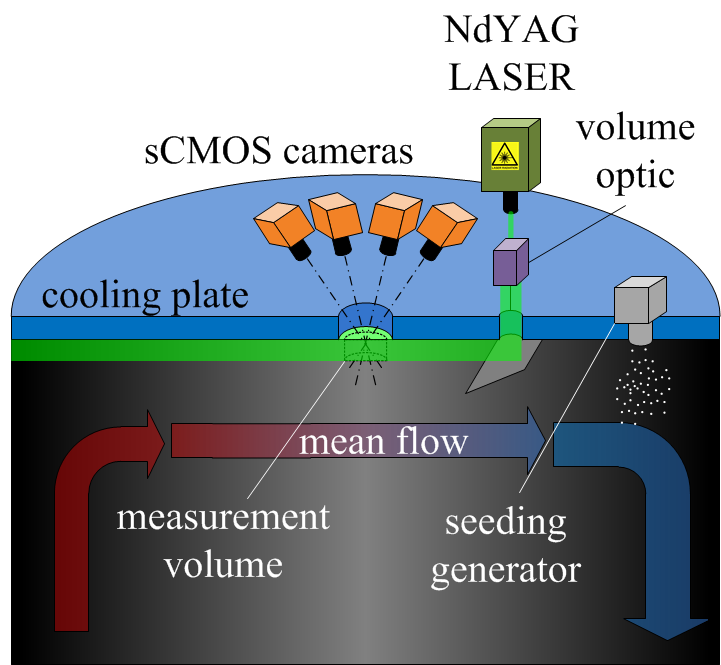 NdYAG
LASER
volume
optic
sCMOS cameras
cooling plate
mean flow
measurement
volume
seeding
generator